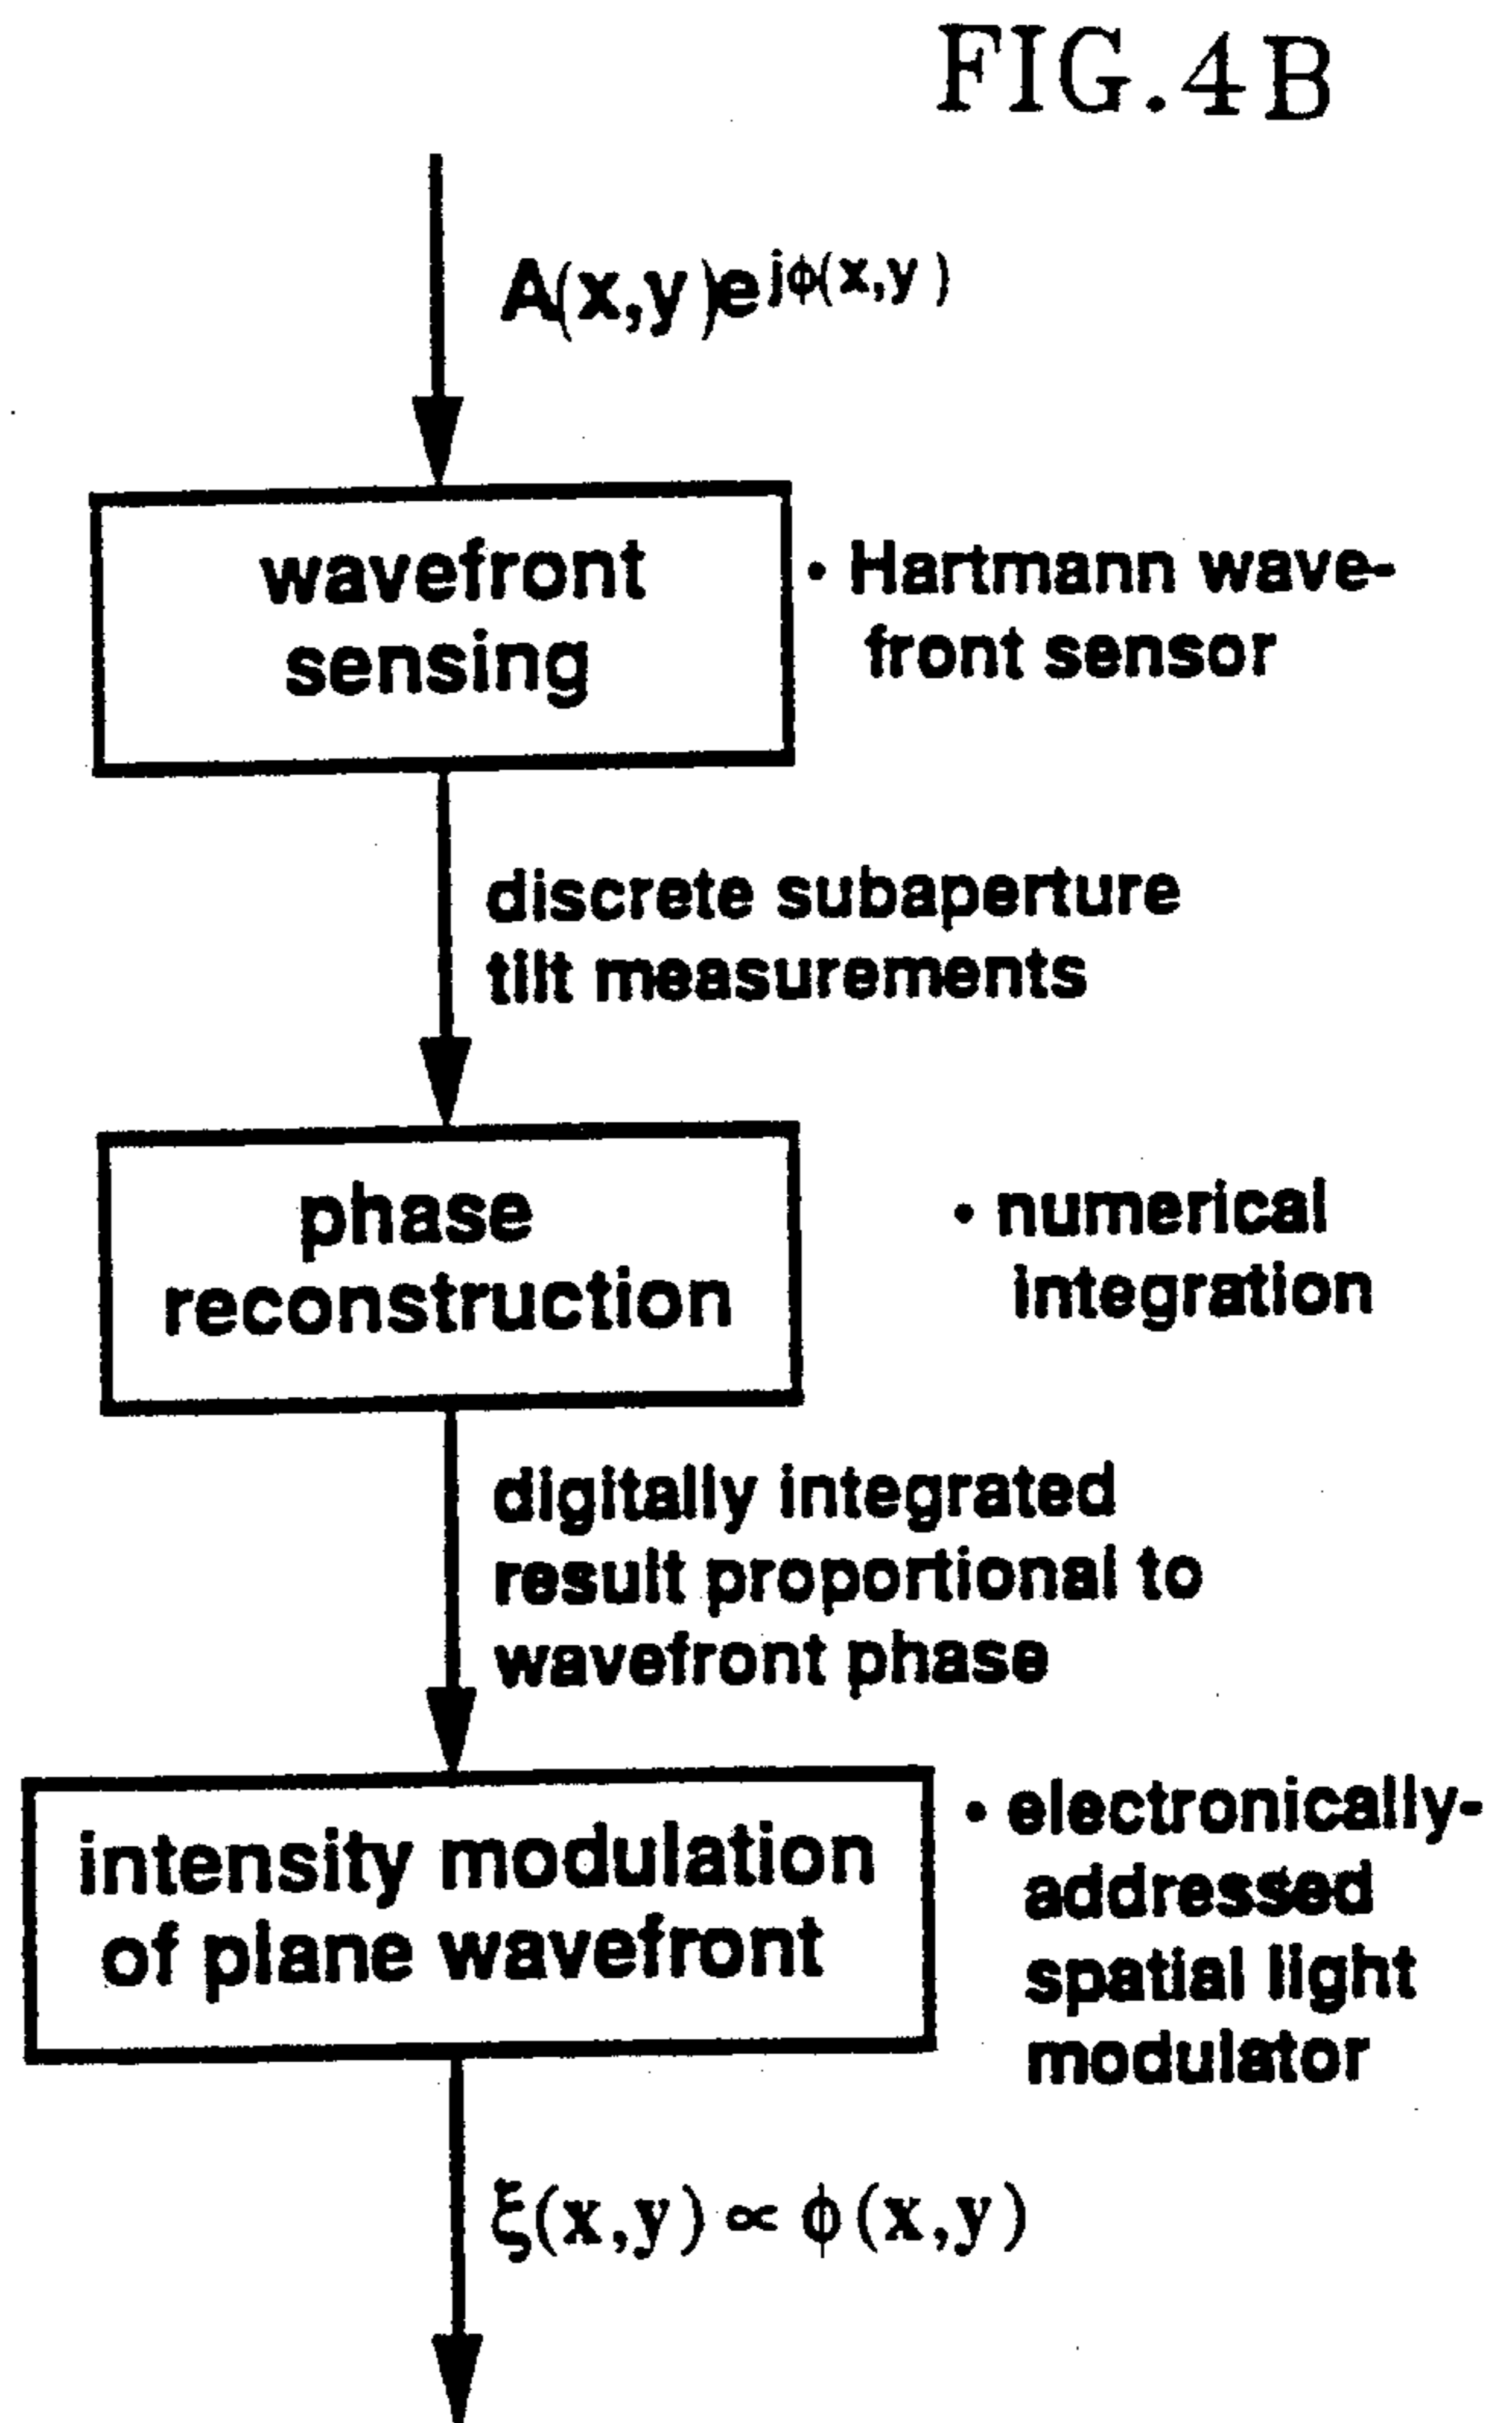 FIG.4B
A(x,y)e^{jϕ(x,y)}
wavefront
sensing
• Hartmann wave-
front sensor
discrete subaperture
tilt measurements
phase
reconstruction
• numerical
integration
digitally integrated
result proportional to
wavefront phase
intensity modulation
of plane wavefront
• electronically-
addressed
spatial light
modulator
ξ(x,y) ∝ ϕ(x,y)